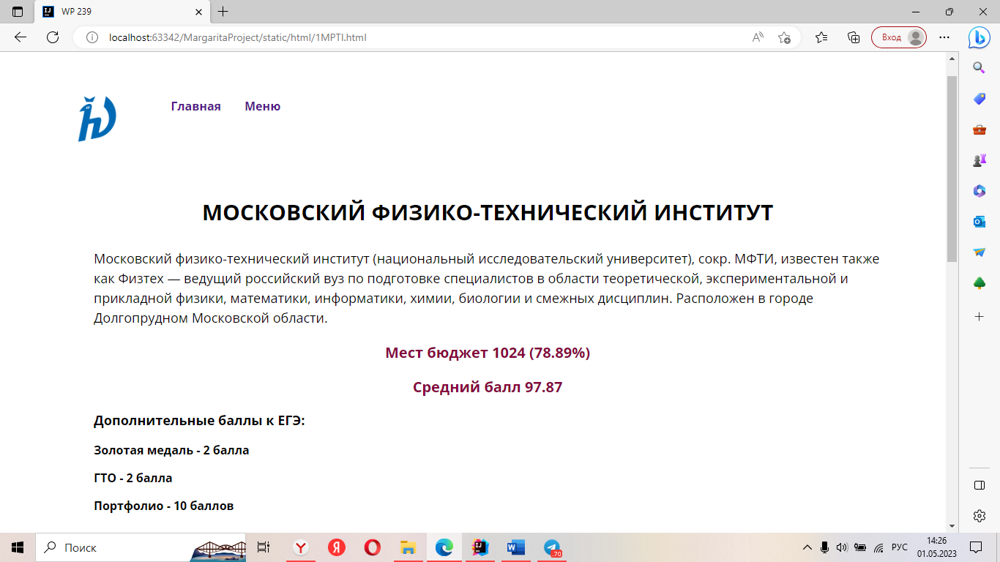 WP 239
localhost:63342/MargaritaProject/static/html/1MPTI.html
Вход
Главная Меню
МОСКОВСКИЙ ФИЗИКО-ТЕХНИЧЕСКИЙ ИНСТИТУТ
Московский физико-технический институт (национальный исследовательский университет), сокр. МФТИ, известен также
как Физтех — ведущий российский вуз по подготовке специалистов в области теоретической, экспериментальной и
прикладной физики, математики, информатики, химии, биологии и смежных дисциплин. Расположен в городе
Долгопрудном Московской области.
Мест бюджет 1024 (78.89%)
Средний балл 97.87
Дополнительные баллы к ЕГЭ:
Золотая медаль - 2 балла
ГТО - 2 балла
Портфолио - 10 баллов
Поиск
70
РУС
14:26
01.05.2023